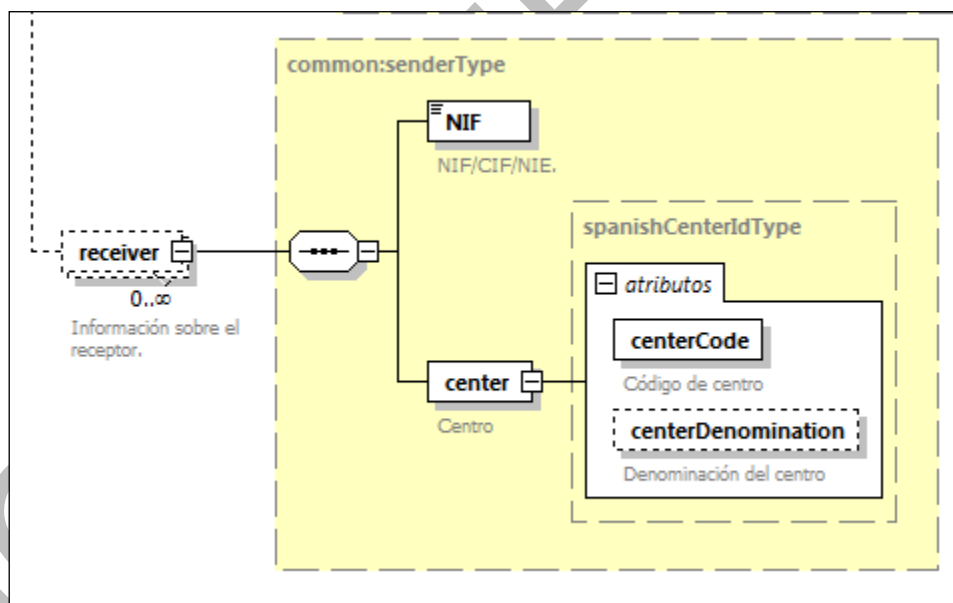 common:senderType
NIF
NIF/CIF/NIE.
spanishCenterIdType
receiver
atributos
0..∞
centerCode
Información sobre el
receptor.
center
Código de centro
centerDenomination
Centro
Denominación del centro